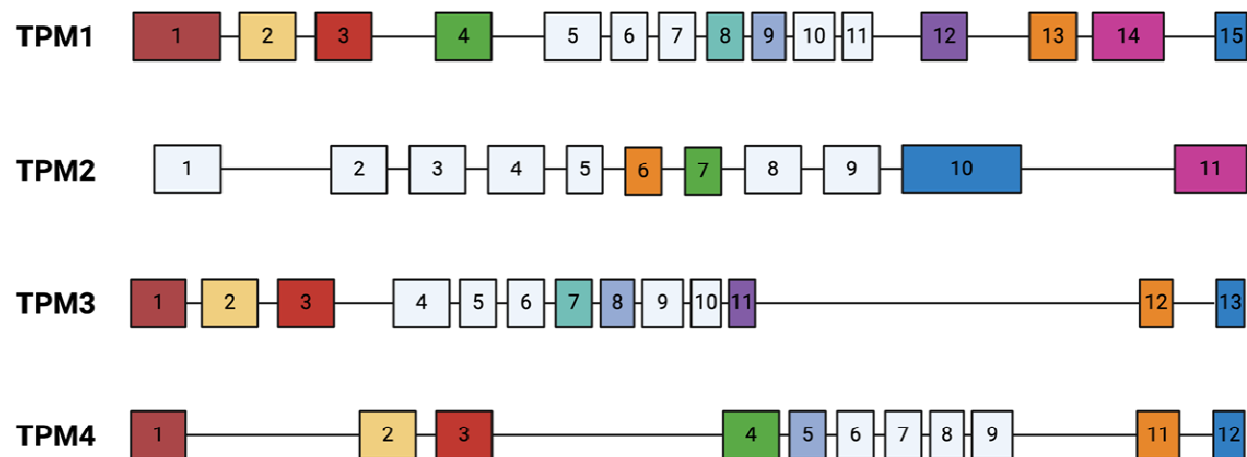 TPM1 1 2 3 4 5 6 7 8 9 10 11 12 13 14 15
TPM2 1 2 3 4 5 6 7 8 9 10 11
TPM3 1 2 3 4 5 6 7 8 9 10 11 12 13
TPM4 1 2 3 4 5 6 7 8 9 11 12